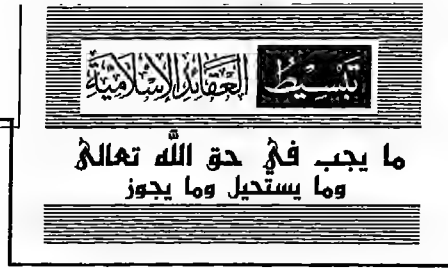 تبسيط العقائد الإسلامية
ما يجب في حق الله تعالى
وما يستحيل وما يجوز